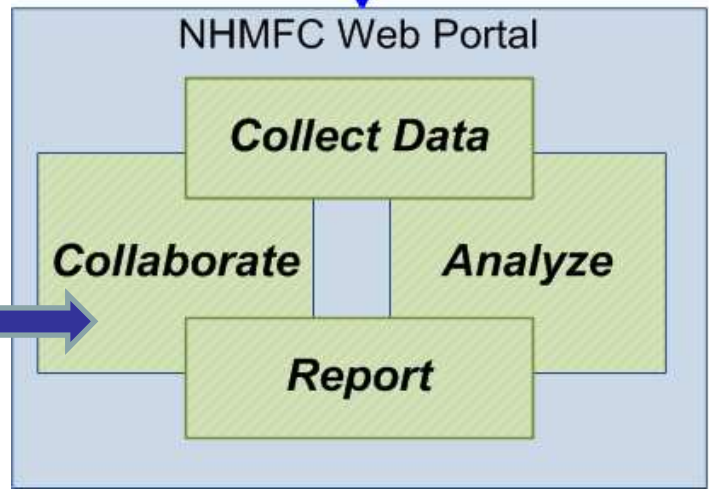 NHMFC Web Portal
Collect Data
Collaborate
Analyze
Report